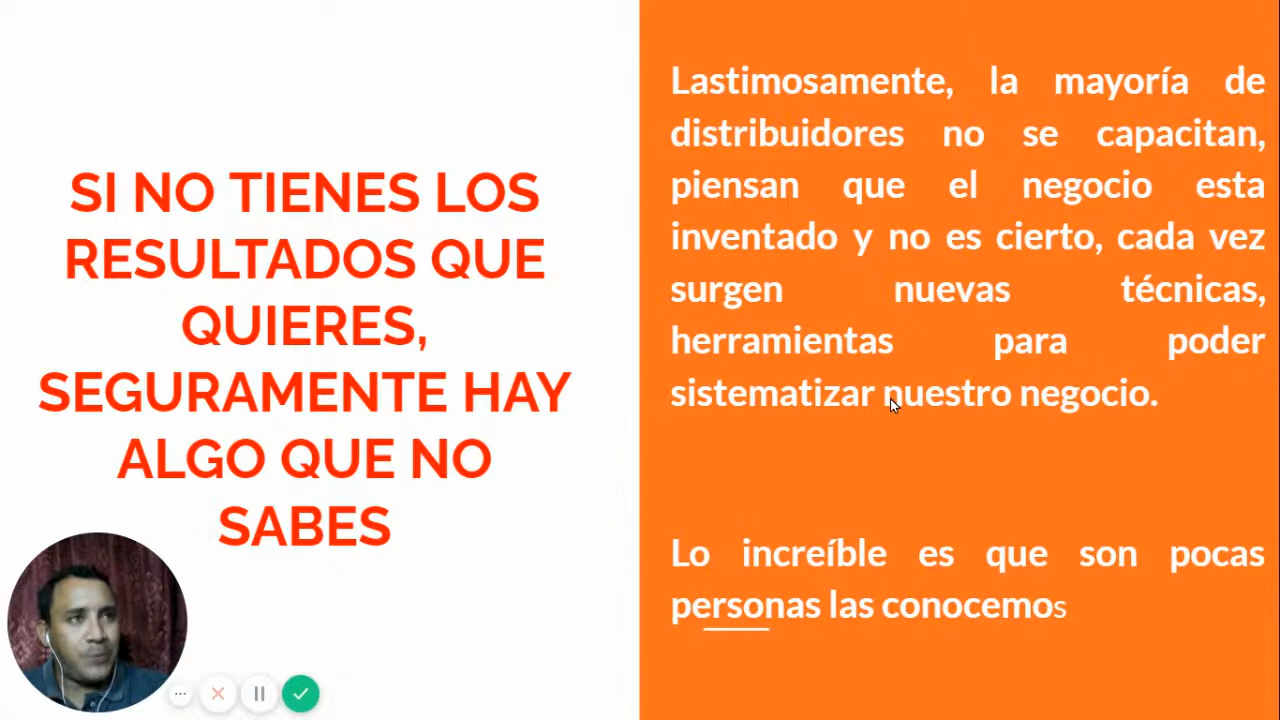 SI NO TIENES LOS
RESULTADOS QUE
QUIERES,
SEGURAMENTE HAY
ALGO QUE NO
SABES
Lastimosamente, la mayoría de
distribuidores no se capacitan,
piensan que el negocio esta
inventado y no es cierto, cada vez
surgen nuevas técnicas,
herramientas para poder
sistematizar nuestro negocio.
Lo increíble es que son pocas
personas las conocemos